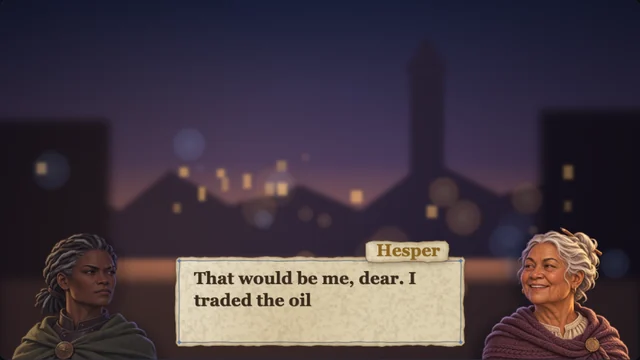 Hesper
That would be me, dear. I
traded the oil